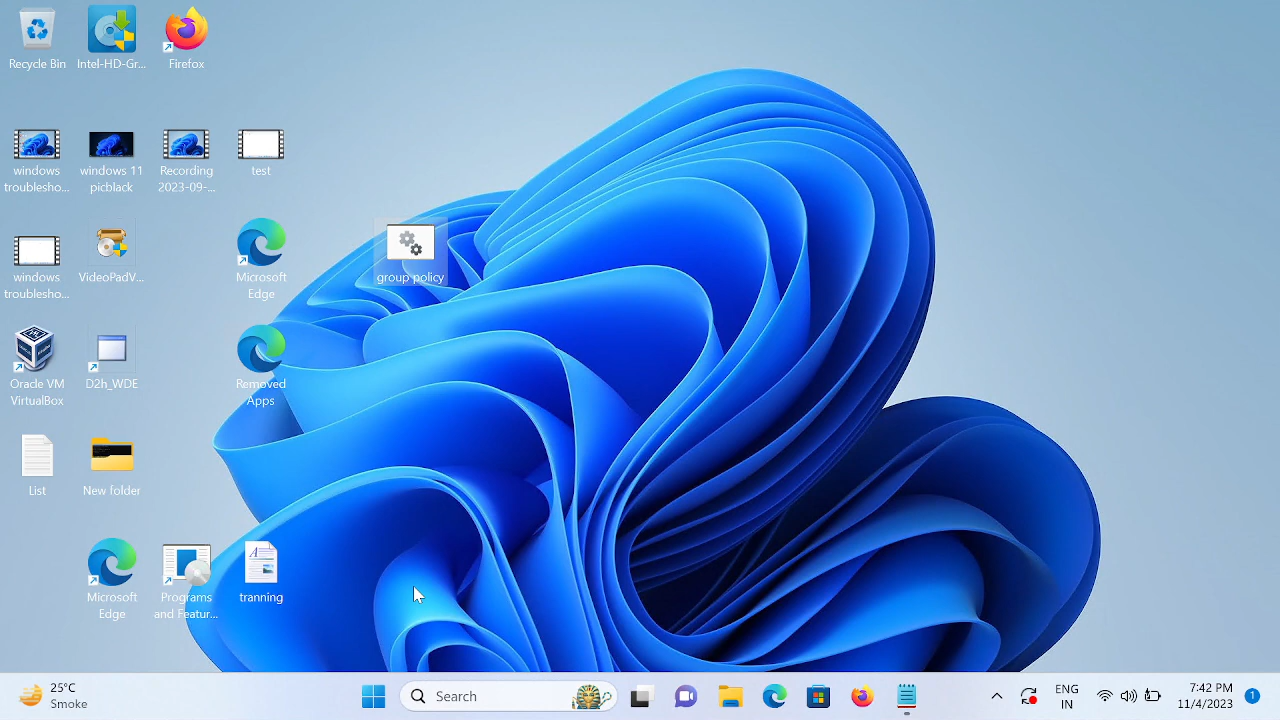 Recycle Bin
Intel-HD-Gr...
Firefox
windows
troublesho...
windows 11
picblack
Recording
2023-09-...
test
windows
troublesho...
VideoPadV...
Microsoft
Edge
group policy
Oracle VM
VirtualBox
D2h_WDE
Removed
Apps
List
New folder
Microsoft
Edge
Programs
and Featur...
tranning
25°C
Smoke
Search
ENG
IN
7:42 PM
11/4/2023
1